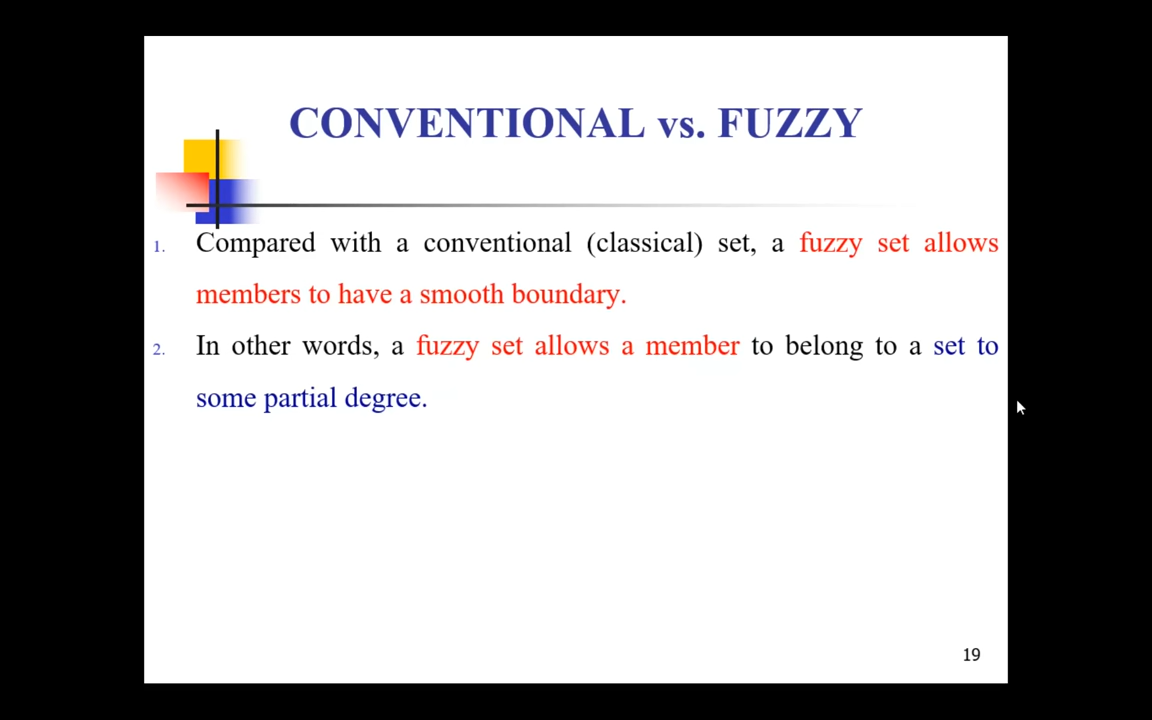 CONVENTIONAL vs. FUZZY
1. Compared with a conventional (classical) set, a fuzzy set allows
members to have a smooth boundary.
2. In other words, a fuzzy set allows a member to belong to a set to
some partial degree.
19